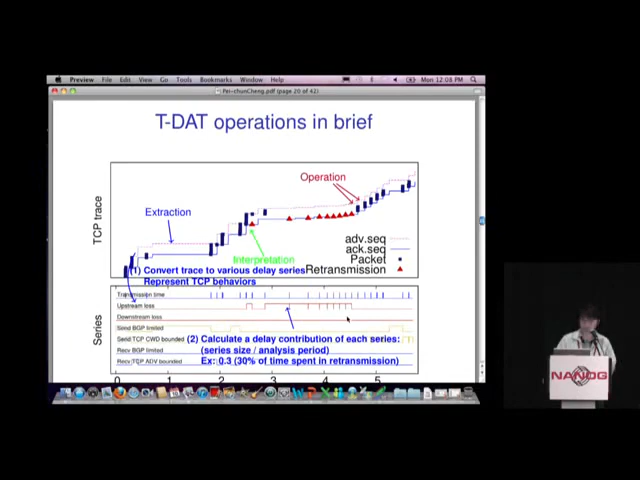 Preview File Edit View Go Tools Bookmarks Window Help
Mon 12:08 PM
Pei-chunCheng.pdf (page 20 of 42)
T-DAT operations in brief
TCP trace
Operation
Extraction
Interpretation
adv.seq
ack.seq
Packet
Retransmission
(1) Convert trace to various delay series
Represent TCP behaviors
Series
Transmission time
Upstream loss
Downstream loss
Send BGP limited
Send TCP CWD bounded
Recv BGP limited
Recv TCP ADV bounded
(2) Calculate a delay contribution of each series:
(series size / analysis period)
Ex: 0.3 (30% of time spent in retransmission)
0 1 2 3 4 5
NANOG